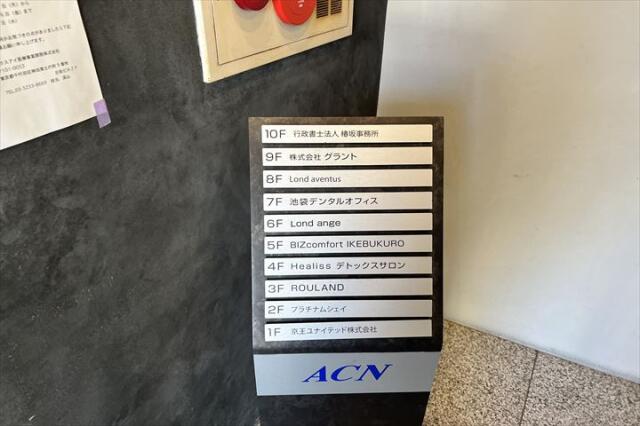 10F 行政書士法人 椿坂事務所
9F 株式会社 グラント
8F Lond aventus
7F 池袋デンタルオフィス
6F Lond ange
5F BIZcomfort IKEBUKURO
4F Healiss デトックスサロン
3F ROULAND
2F プラチナムシェイ
1F 京王ユナイテッド株式会社
ACN